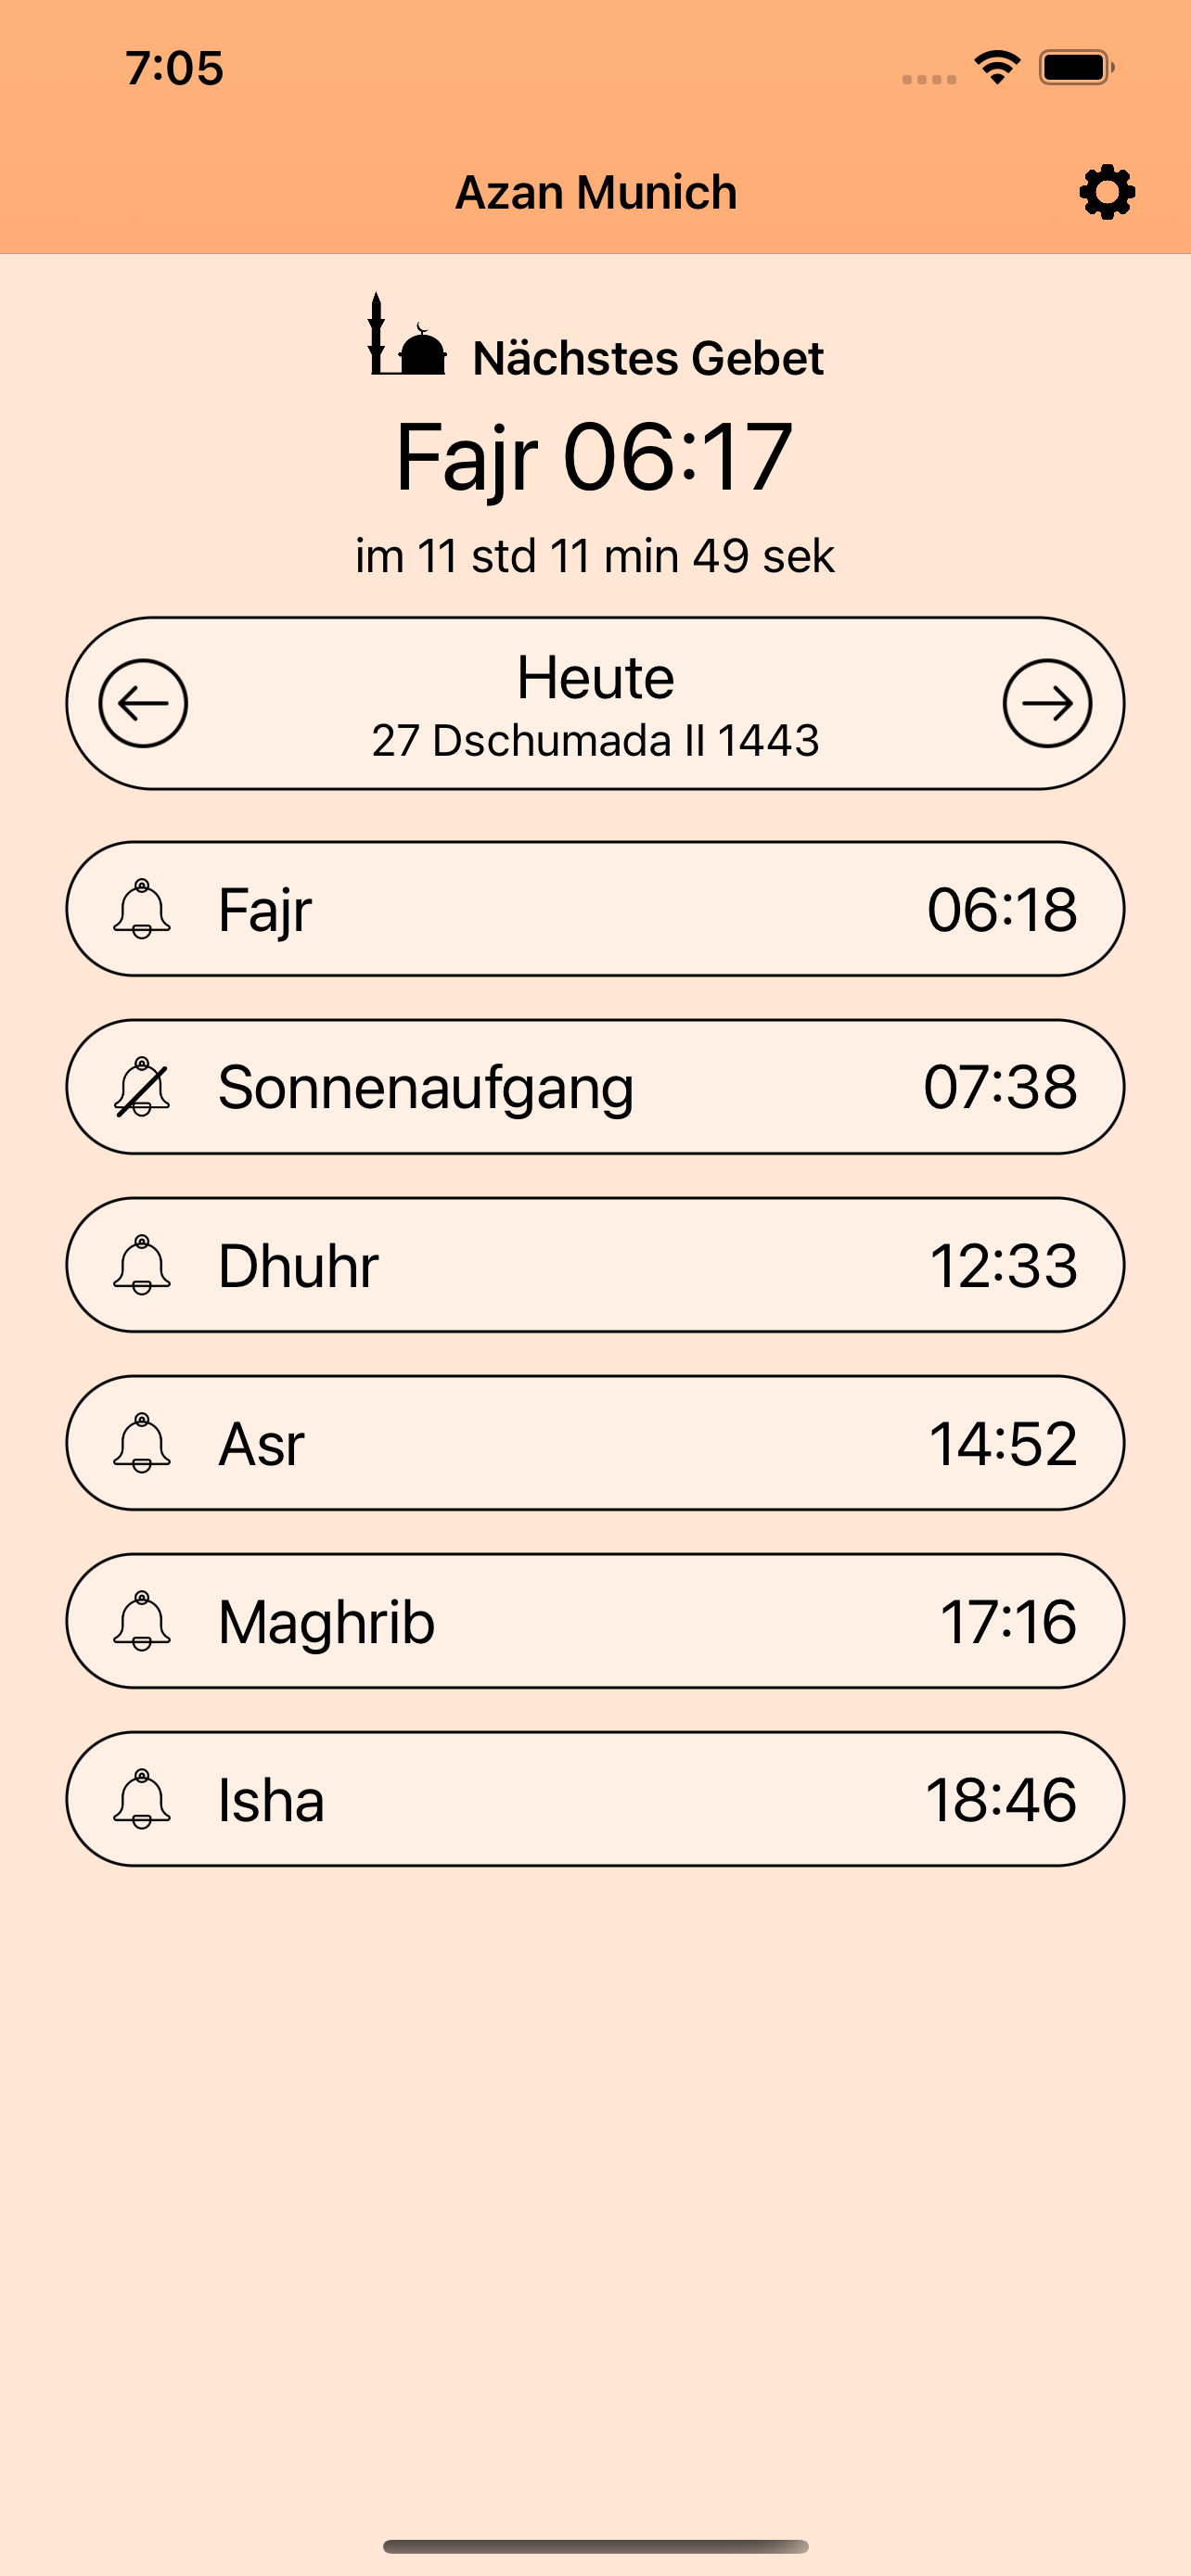 7:05
Azan Munich
Nächstes Gebet
Fajr 06:17
im 11 std 11 min 49 sek
Heute
27 Dschumada II 1443
Fajr 06:18
Sonnenaufgang 07:38
Dhuhr 12:33
Asr 14:52
Maghrib 17:16
Isha 18:46